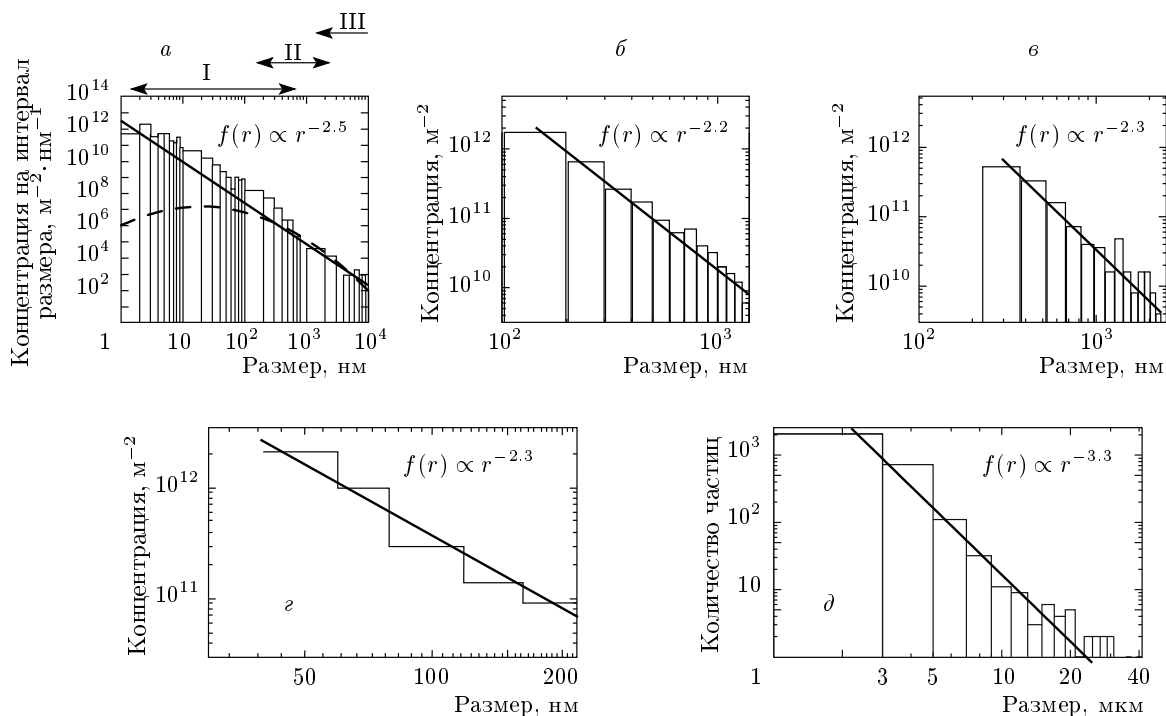 III
а
II
б
в
I
Концентрация на интервал
размера, м⁻²·нм⁻¹
10¹⁴
10¹²
10¹⁰
10⁸
10⁶
10⁴
10²
f(r) ∝ r⁻²·⁵
1 10 10² 10³ 10⁴
Размер, нм
Концентрация, м⁻²
10¹²
10¹¹
10¹⁰
f(r) ∝ r⁻²·²
10² 10³
Размер, нм
Концентрация, м⁻²
10¹²
10¹¹
10¹⁰
f(r) ∝ r⁻²·³
10² 10³
Размер, нм
Концентрация, м⁻²
10¹²
10¹¹
f(r) ∝ r⁻²·³
г
50 100 200
Размер, нм
Количество частиц
10³
10²
10
f(r) ∝ r⁻³·³
д
1 3 5 10 20 40
Размер, мкм